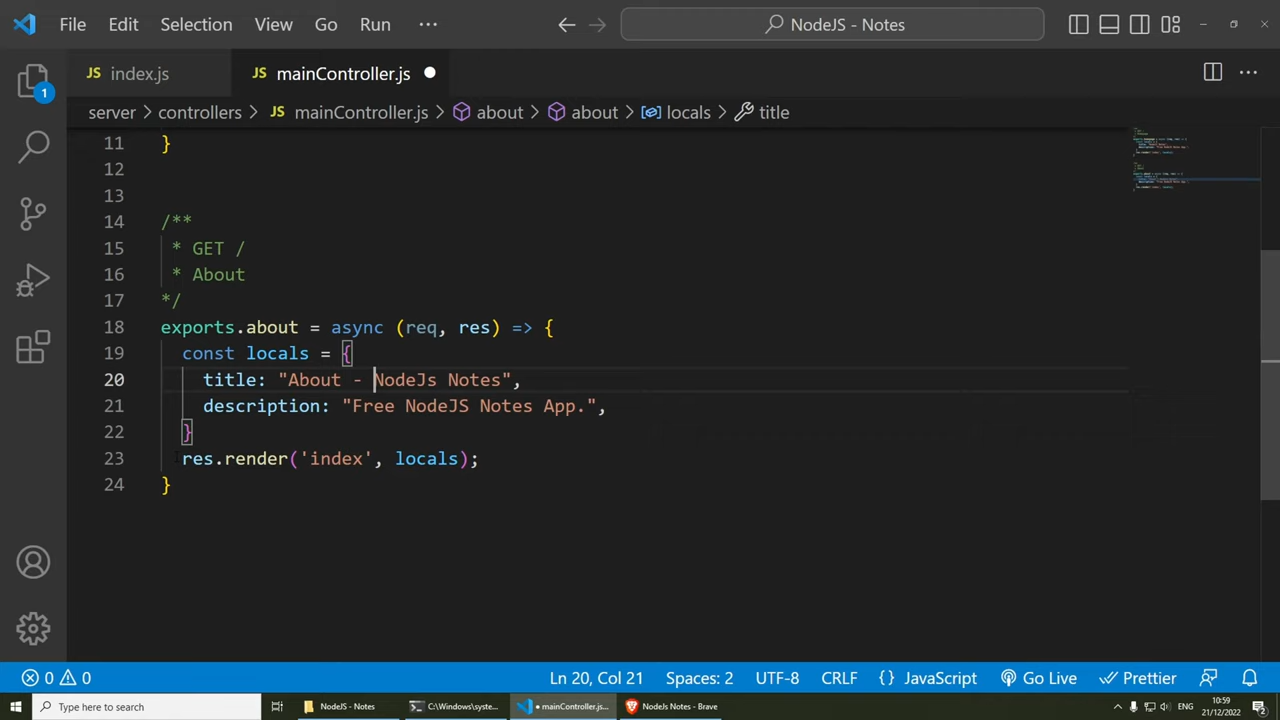 File Edit Selection View Go Run ··· NodeJS - Notes
JS index.js JS mainController.js
server > controllers > JS mainController.js > about > about > locals > title
11 }
12
13
14 /**
15 * GET /
16 * About
17 */
18 exports.about = async (req, res) => {
19 const locals = {
20 title: "About - NodeJs Notes",
21 description: "Free NodeJS Notes App.",
22 }
23 res.render('index', locals);
24 }
1
0 0 Ln 20, Col 21 Spaces: 2 UTF-8 CRLF {} JavaScript Go Live Prettier
Type here to search NodeJS - Notes C:\Windows\syste... mainController.js... NodeJs Notes - Brave ENG 10:59
21/12/2022 2